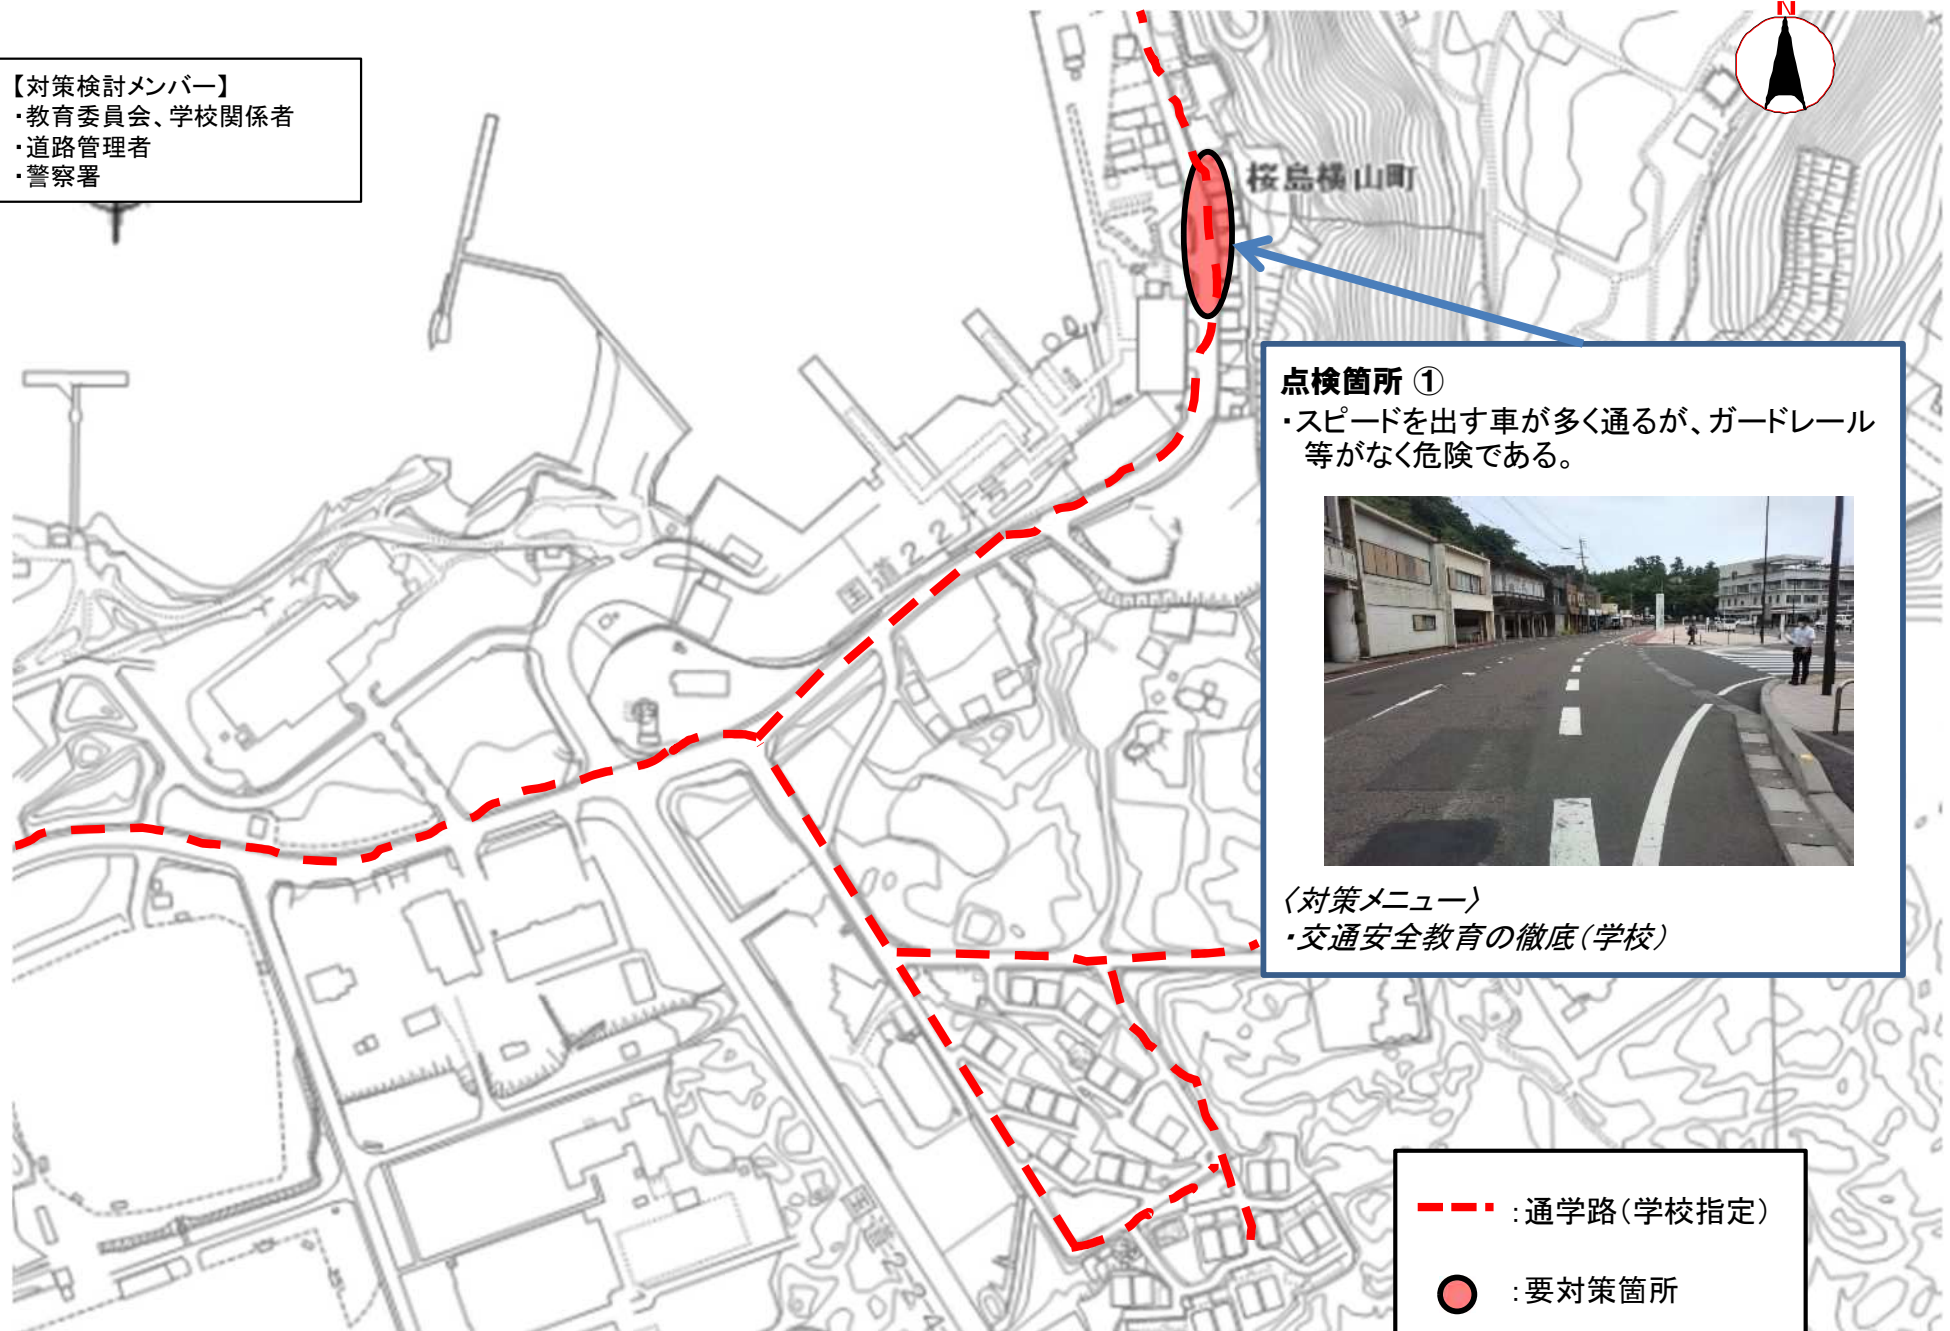 N
【対策検討メンバー】
・教育委員会、学校関係者
・道路管理者
・警察署
桜島横山町
点検箇所 ①
・スピードを出す車が多く通るが、ガードレール
等がなく危険である。
国道224号
〈対策メニュー〉
・交通安全教育の徹底(学校)
国道224
:通学路(学校指定)
:要対策箇所